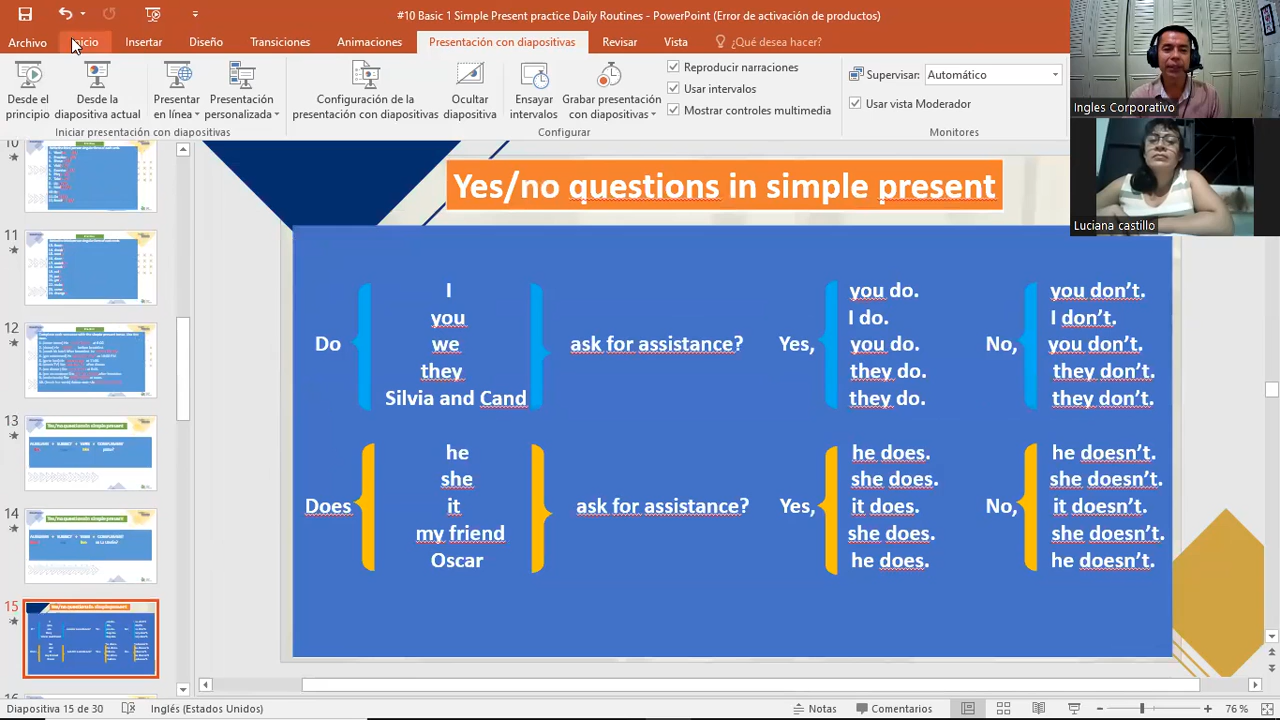 #10 Basic 1 Simple Present practice Daily Routines - PowerPoint (Error de activación de productos)
Archivo Inicio Insertar Diseño Transiciones Animaciones Presentación con diapositivas Revisar Vista ¿Qué desea hacer?
Desde el principio
Desde la diapositiva actual
Presentar en línea
Presentación personalizada
Configuración de la presentación con diapositivas
Ocultar diapositiva
Ensayar intervalos
Grabar presentación con diapositivas
Reproducir narraciones
Usar intervalos
Mostrar controles multimedia
Supervisar: Automático
Usar vista Moderador
Iniciar presentación con diapositivas
Configurar
Monitores
Ingles Corporativo
Luciana castillo
10
11
12
13
14
15
16
Yes/no questions in simple present
Yes/no questions in simple present
I you do. you don't.
you I do. I don't.
Do we ask for assistance? Yes, you do. No, you don't.
they they do. they don't.
Silvia and Cand they do. they don't.
he he does. he doesn't.
she she does. she doesn't.
Does it ask for assistance? Yes, it does. No, it doesn't.
my friend she does. she doesn't.
Oscar he does. he doesn't.
Diapositiva 15 de 30 Inglés (Estados Unidos) Notas Comentarios 76 %